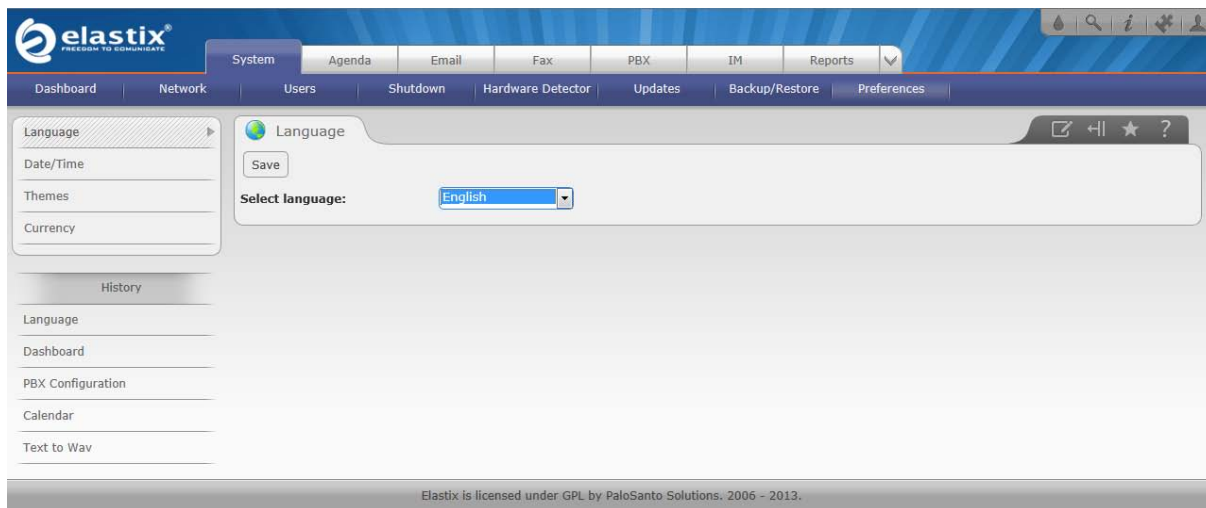 elastix®
FREEDOM TO COMUNICATE
System Agenda Email Fax PBX IM Reports
Dashboard Network Users Shutdown Hardware Detector Updates Backup/Restore Preferences
Language
Date/Time
Themes
Currency
History
Language
Dashboard
PBX Configuration
Calendar
Text to Wav
Language
Save
Select language: English
Elastix is licensed under GPL by PaloSanto Solutions. 2006 - 2013.